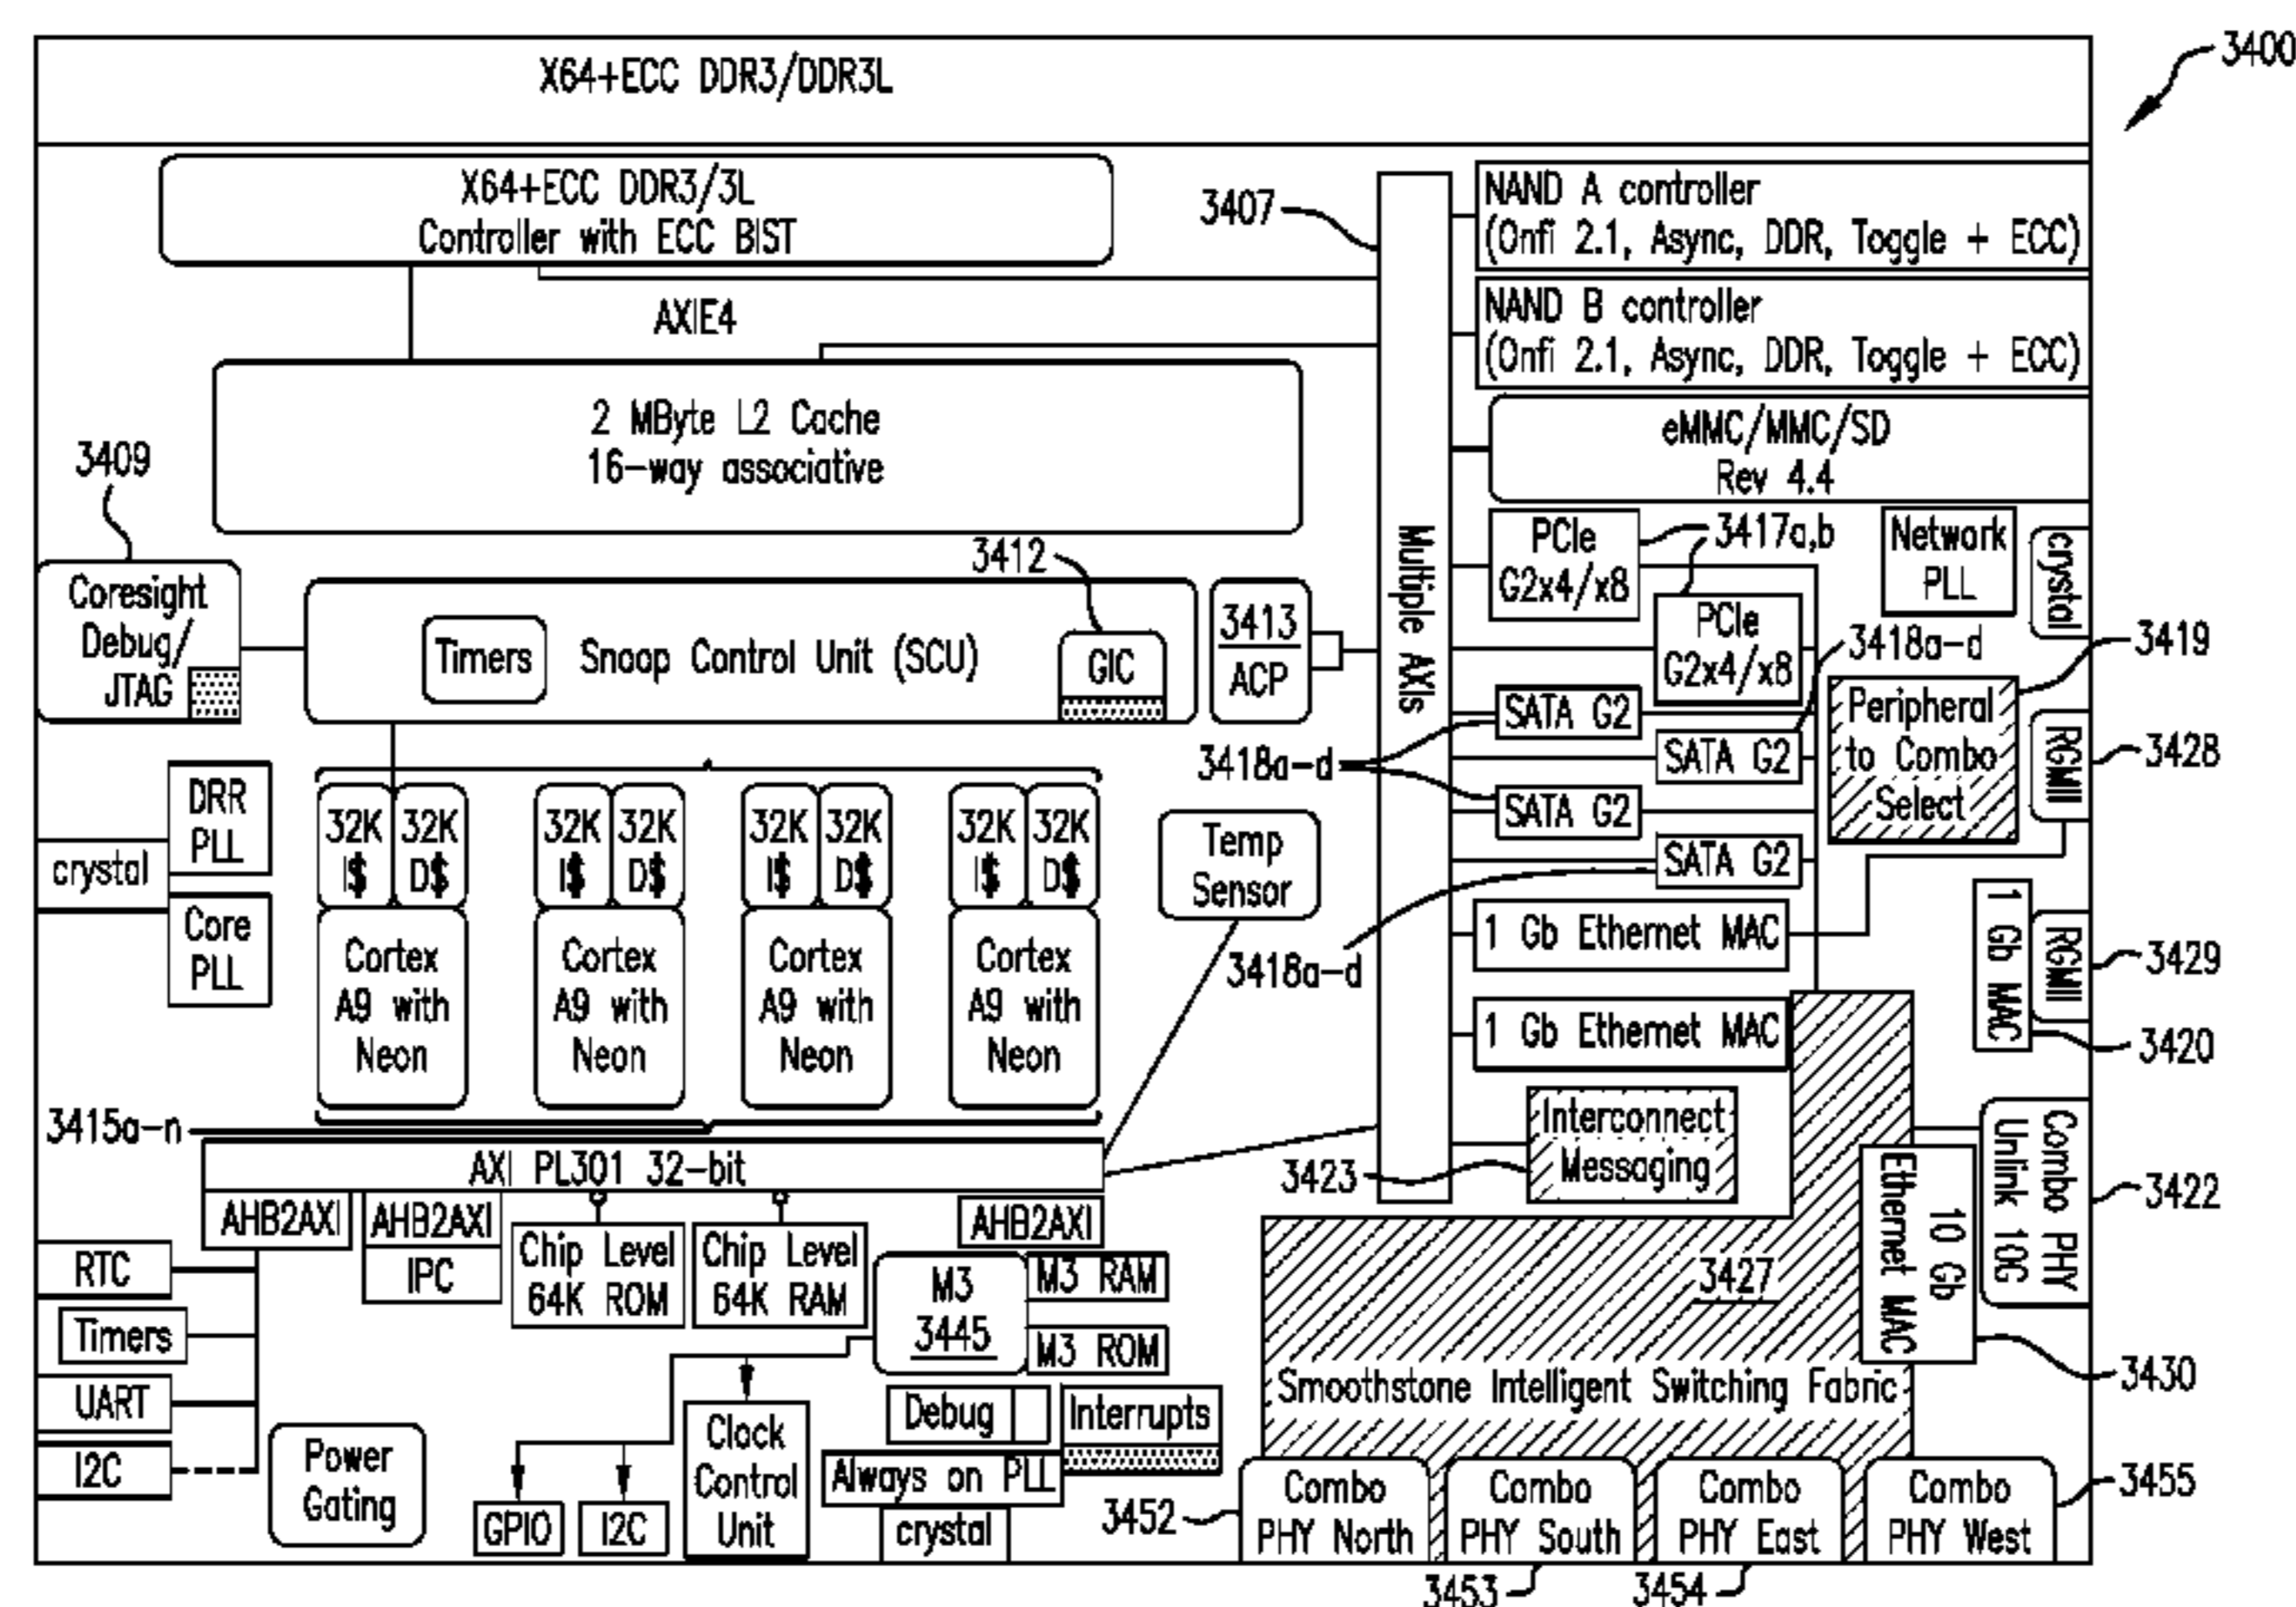 3400
X64+ECC DDR3/DDR3L
X64+ECC DDR3/3L
Controller with ECC BIST
3407
NAND A controller
(Onfi 2.1, Async, DDR, Toggle + ECC)
AXIE4
NAND B controller
(Onfi 2.1, Async, DDR, Toggle + ECC)
2 MByte L2 Cache
16-way associative
eMMC/MMC/SD
Rev 4.4
3409
Coresight
Debug/
JTAG
3412
Timers
Snoop Control Unit (SCU)
GIC
3413
ACP
Multiple AXIs
PCIe
G2x4/x8
3417a,b
PCIe
G2x4/x8
Network
PLL
crystal
3418a-d
3419
Peripheral
to Combo
Select
SATA G2
SATA G2
SATA G2
SATA G2
3418a-d
3418a-d
RGMII
3428
DRR
PLL
crystal
Core
PLL
32K
I$
32K
D$
32K
I$
32K
D$
32K
I$
32K
D$
32K
I$
32K
D$
Cortex
A9 with
Neon
Cortex
A9 with
Neon
Cortex
A9 with
Neon
Cortex
A9 with
Neon
Temp
Sensor
1 Gb Ethernet MAC
1 Gb Ethernet MAC
1 Gb MAC
RGMII
3429
3420
3415a-n
AXI PL301 32-bit
Interconnect
Messaging
3423
Combo PHY
Unlink 10G
3422
10 Gb
Ethernet MAC
3430
AHB2AXI
AHB2AXI
IPC
Chip Level
64K ROM
Chip Level
64K RAM
AHB2AXI
M3
3445
M3 RAM
M3 ROM
3427
Smoothstone Intelligent Switching Fabric
RTC
Timers
UART
I2C
Power
Gating
GPIO
I2C
Clock
Control
Unit
Debug
Interrupts
Always on PLL
crystal
3452
Combo
PHY North
Combo
PHY South
Combo
PHY East
Combo
PHY West
3455
3453
3454